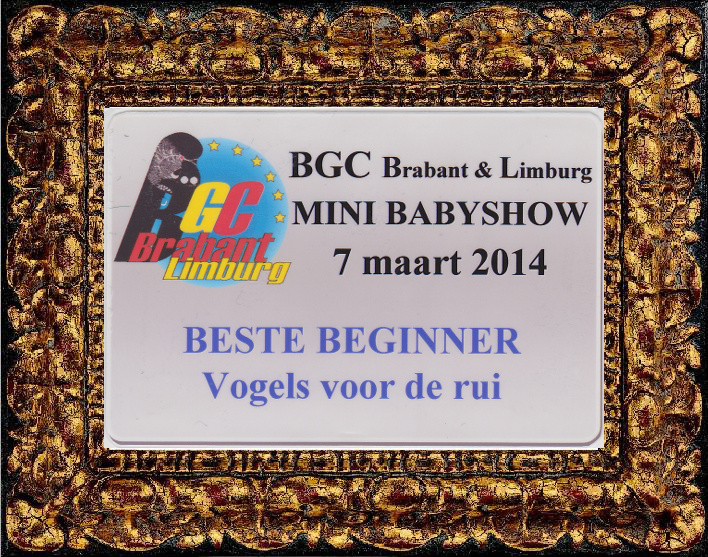 BGC
Brabant
Limburg
BGC Brabant & Limburg
MINI BABYSHOW
7 maart 2014
BESTE BEGINNER
Vogels voor de rui